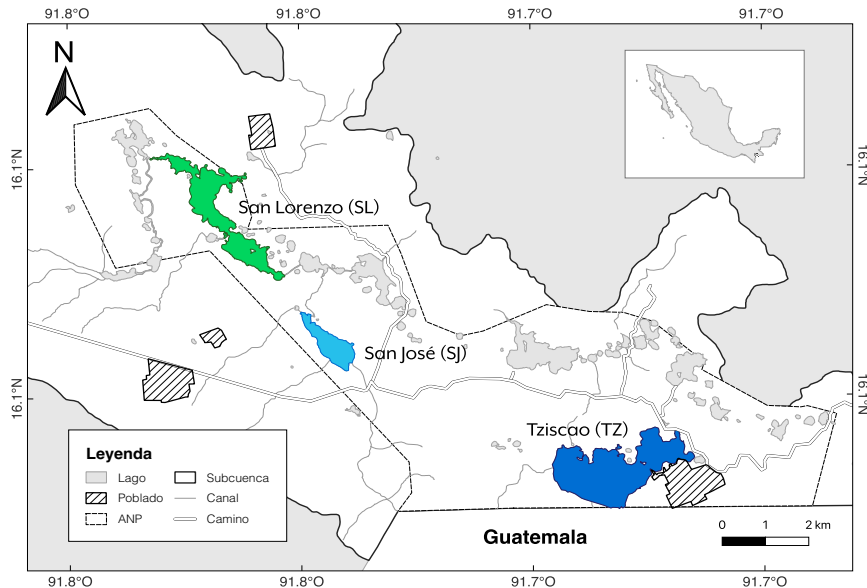 91.8°O 91.8°O 91.7°O 91.7°O
N
16.1°N 16.1°N
San Lorenzo (SL)
San José (SJ)
16.1°N 16.1°N
Tziscao (TZ)
Leyenda
Lago Subcuenca
Poblado Canal
ANP Camino
Guatemala
0 1 2 km
91.8°O 91.8°O 91.7°O 91.7°O